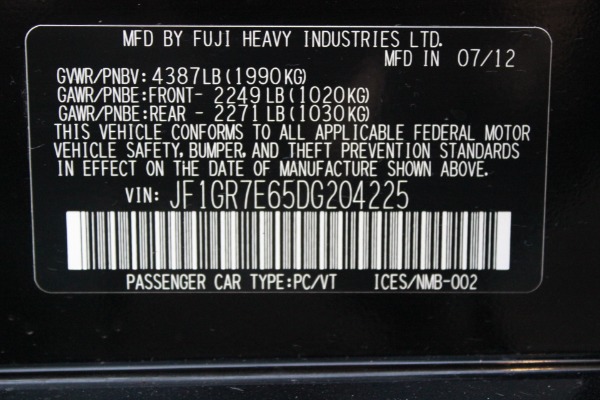 MFD BY FUJI HEAVY INDUSTRIES LTD.
MFD IN 07/12
GVWR/PNBV: 4387LB(1990KG)
GAWR/PNBE:FRONT- 2249LB(1020KG)
GAWR/PNBE:REAR - 2271LB(1030KG)
THIS VEHICLE CONFORMS TO ALL APPLICABLE FEDERAL MOTOR
VEHICLE SAFETY, BUMPER, AND THEFT PREVENTION STANDARDS
IN EFFECT ON THE DATE OF MANUFACTURE SHOWN ABOVE.
VIN: JF1GR7E65DG204225
PASSENGER CAR TYPE:PC/VT ICES/NMB-002